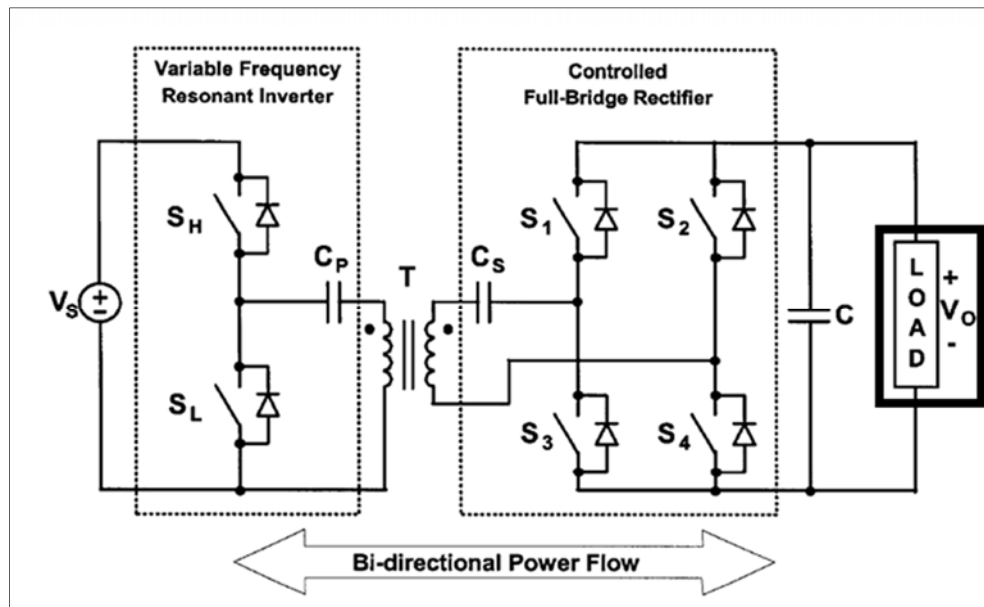 Variable Frequency
Resonant Inverter
Controlled
Full-Bridge Rectifier
S_H
S_1
S_2
C_P
T
C_S
V_S
+
-
C
LOAD
+
V_O
-
S_L
S_3
S_4
Bi-directional Power Flow